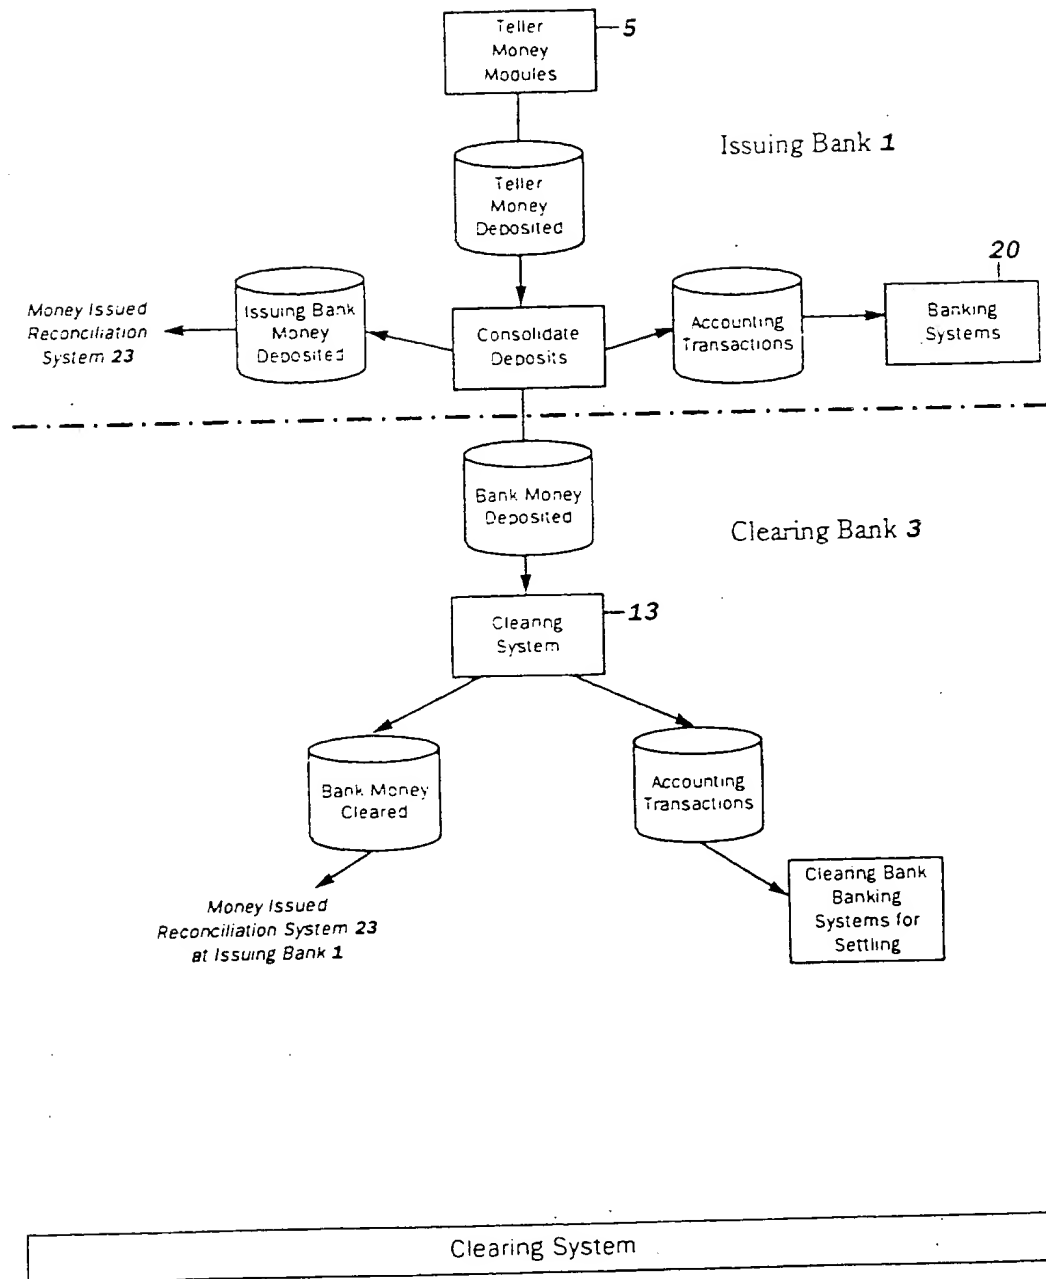 Teller
Money
Modules
5
Issuing Bank 1
Teller
Money
Deposited
20
Money Issued
Reconciliation
System 23
Issuing Bank
Money
Deposited
Consolidate
Deposits
Accounting
Transactions
Banking
Systems
Bank Money
Deposited
Clearing Bank 3
Clearing
System
13
Bank Money
Cleared
Accounting
Transactions
Money Issued
Reconciliation System 23
at Issuing Bank 1
Clearing Bank
Banking
Systems for
Settling
Clearing System